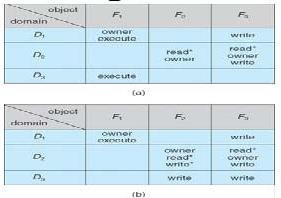 object F₁ F₂ F₃
domain
D₁ owner execute write
D₂ read* owner read* owner write
D₃ execute
(a)
object F₁ F₂ F₃
domain
D₁ owner execute write
D₂ owner read* write* read* owner write
D₃ write write
(b)